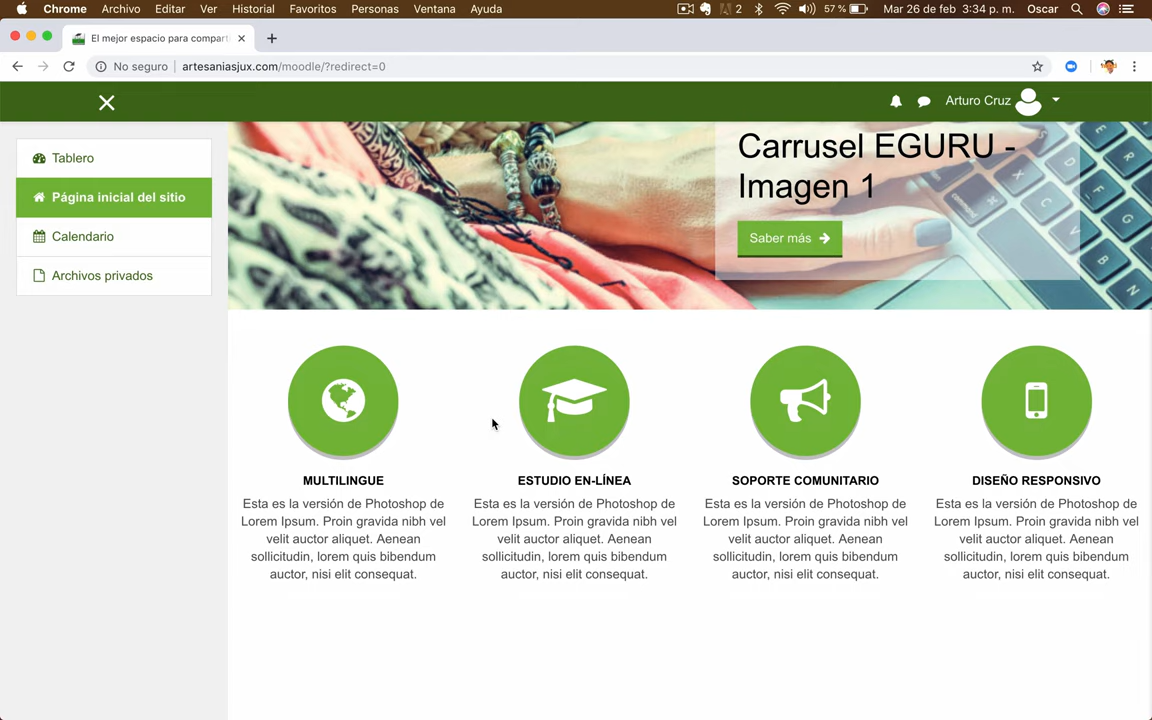 Chrome Archivo Editar Ver Historial Favoritos Personas Ventana Ayuda 2 57 % Mar 26 de feb 3:34 p. m. Oscar
El mejor espacio para compart
No seguro artesaniasjux.com/moodle/?redirect=0
Arturo Cruz
Tablero
Página inicial del sitio
Calendario
Archivos privados
Carrusel EGURU -
Imagen 1
Saber más
MULTILINGUE
Esta es la versión de Photoshop de
Lorem Ipsum. Proin gravida nibh vel
velit auctor aliquet. Aenean
sollicitudin, lorem quis bibendum
auctor, nisi elit consequat.
ESTUDIO EN-LÍNEA
Esta es la versión de Photoshop de
Lorem Ipsum. Proin gravida nibh vel
velit auctor aliquet. Aenean
sollicitudin, lorem quis bibendum
auctor, nisi elit consequat.
SOPORTE COMUNITARIO
Esta es la versión de Photoshop de
Lorem Ipsum. Proin gravida nibh vel
velit auctor aliquet. Aenean
sollicitudin, lorem quis bibendum
auctor, nisi elit consequat.
DISEÑO RESPONSIVO
Esta es la versión de Photoshop de
Lorem Ipsum. Proin gravida nibh vel
velit auctor aliquet. Aenean
sollicitudin, lorem quis bibendum
auctor, nisi elit consequat.